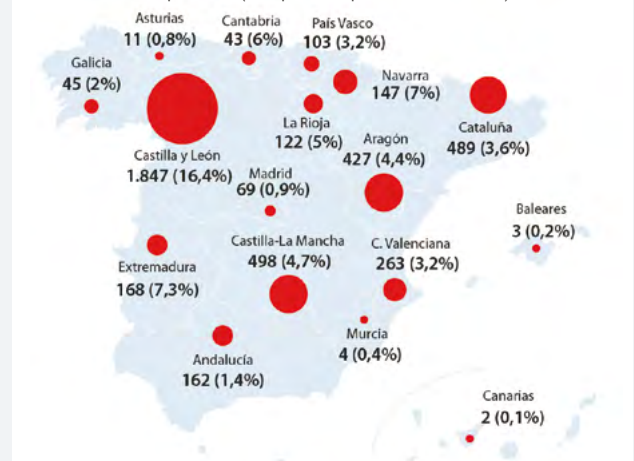 Asturias
11 (0,8%)
Cantabria
43 (6%)
País Vasco
103 (3,2%)
Galicia
45 (2%)
Navarra
147 (7%)
La Rioja
122 (5%)
Cataluña
489 (3,6%)
Castilla y León
1.847 (16,4%)
Aragón
427 (4,4%)
Madrid
69 (0,9%)
Baleares
3 (0,2%)
Extremadura
168 (7,3%)
Castilla-La Mancha
498 (4,7%)
C. Valenciana
263 (3,2%)
Murcia
4 (0,4%)
Andalucía
162 (1,4%)
Canarias
2 (0,1%)